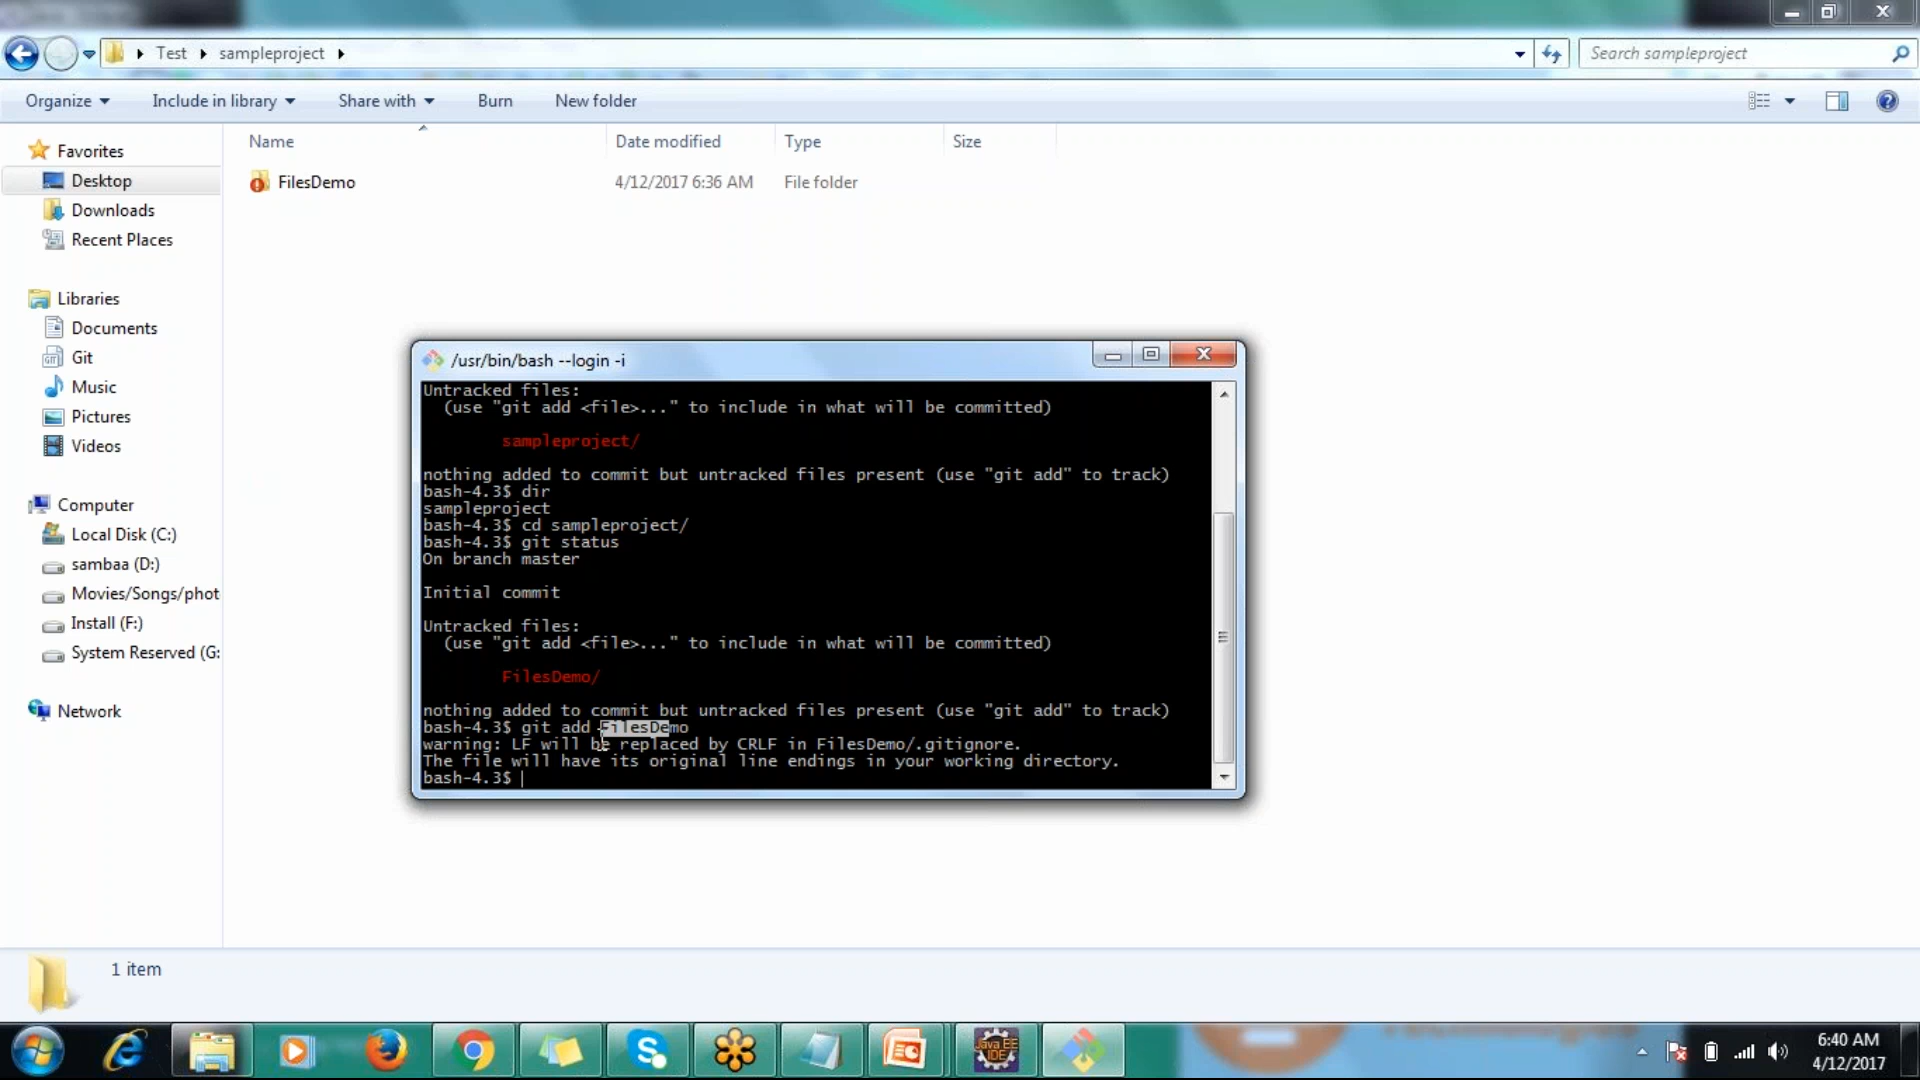 Test
sampleproject
Search sampleproject
Organize
Include in library
Share with
Burn
New folder
Name
Date modified
Type
Size
FilesDemo
4/12/2017 6:36 AM
File folder
Favorites
Desktop
Downloads
Recent Places
Libraries
Documents
Git
Music
Pictures
Videos
Computer
Local Disk (C:)
sambaa (D:)
Movies/Songs/phot
Install (F:)
System Reserved (G:
Network
/usr/bin/bash --login -i
Untracked files:
(use "git add <file>..." to include in what will be committed)
sampleproject/
nothing added to commit but untracked files present (use "git add" to track)
bash-4.3$ dir
sampleproject
bash-4.3$ cd sampleproject/
bash-4.3$ git status
On branch master
Initial commit
Untracked files:
(use "git add <file>..." to include in what will be committed)
FilesDemo/
nothing added to commit but untracked files present (use "git add" to track)
bash-4.3$ git add FilesDemo
warning: LF will be replaced by CRLF in FilesDemo/.gitignore.
The file will have its original line endings in your working directory.
bash-4.3$
1 item
Java EE
IDE
6:40 AM
4/12/2017